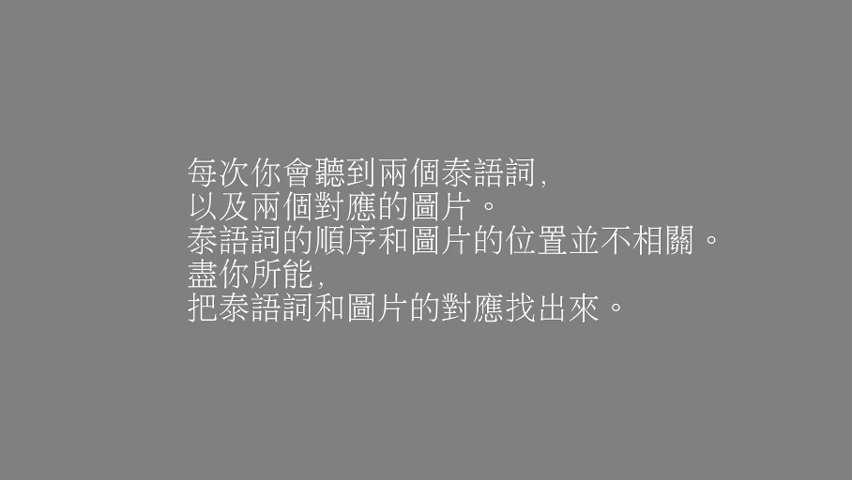 每次你會聽到兩個泰語詞,
以及兩個對應的圖片。
泰語詞的順序和圖片的位置並不相關。
盡你所能,
把泰語詞和圖片的對應找出來。